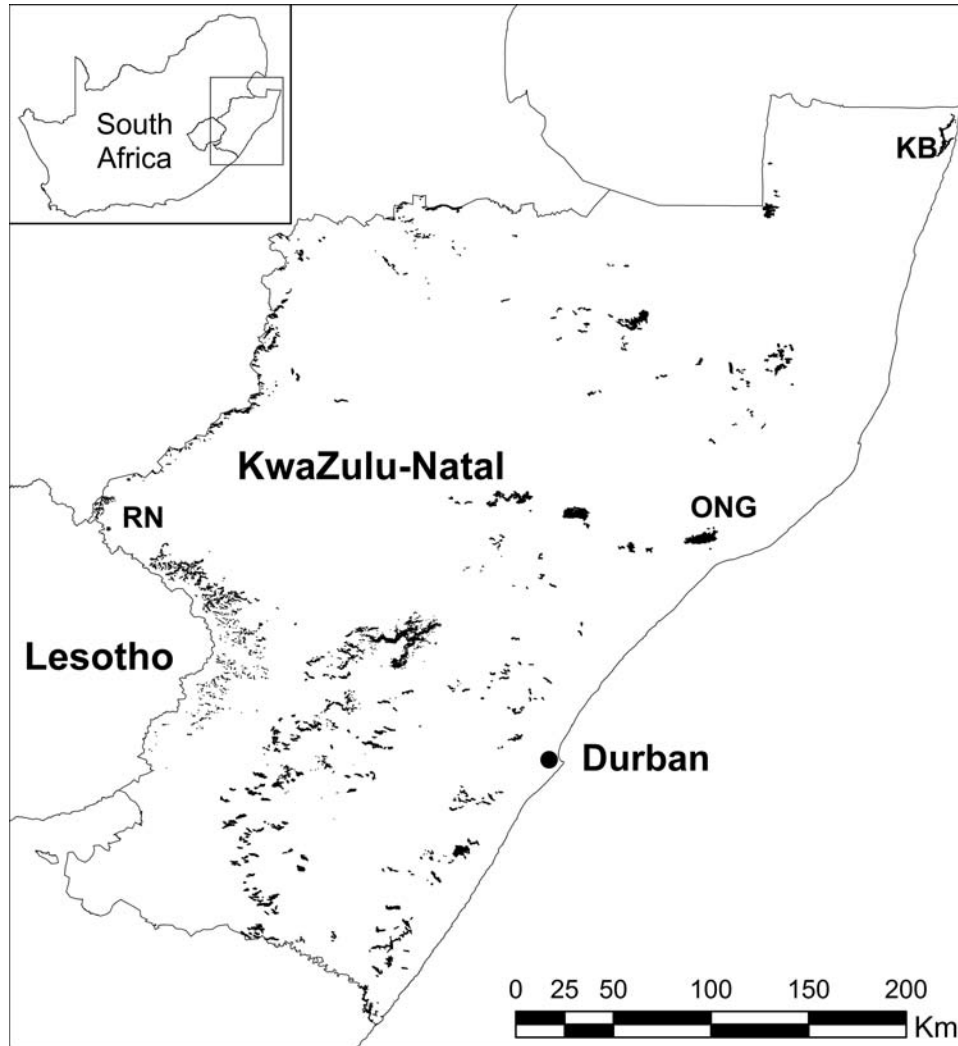 South
Africa
KB
KwaZulu-Natal
RN
ONG
Lesotho
Durban
0 25 50 100 150 200
Km